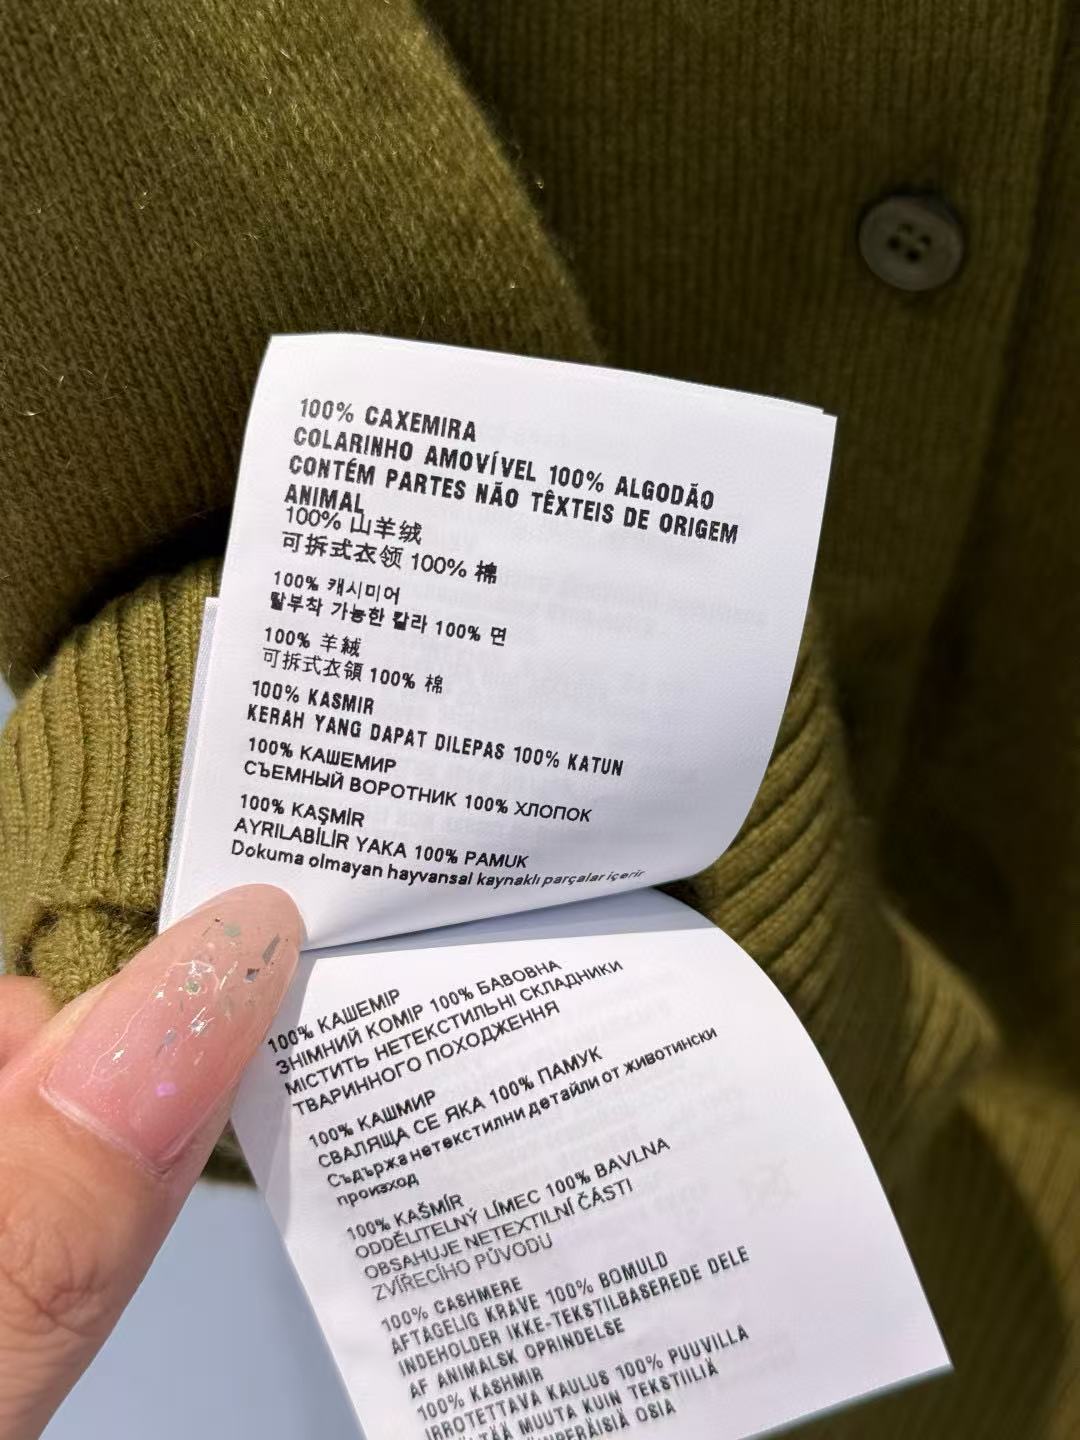 100% CAXEMIRA
COLARINHO AMOVÍVEL 100% ALGODÃO
CONTÉM PARTES NÃO TÊXTEIS DE ORIGEM
ANIMAL
100% 山羊绒
可拆式衣领 100% 棉
100% 캐시미어
탈부착 가능한 칼라 100% 면
100% 羊絨
可拆式衣領 100% 棉
100% KASMIR
KERAH YANG DAPAT DILEPAS 100% KATUN
100% КАШЕМИР
СЪЕМНЫЙ ВОРОТНИК 100% ХЛОПОК
100% KAŞMİR
AYRILABİLİR YAKA 100% PAMUK
Dokuma olmayan hayvansal kaynaklı parçalar içerir
100% КАШЕМІР
ЗНІМНИЙ КОМІР 100% БАВОВНА
МІСТИТЬ НЕТЕКСТИЛЬНІ СКЛАДНИКИ
ТВАРИННОГО ПОХОДЖЕННЯ
100% КАШМИР
СВАЛЯЩА СЕ ЯКА 100% ПАМУК
Съдържа нетекстилни детайли от животински
произход
100% KAŠMÍR
ODDĚLITELNÝ LÍMEC 100% BAVLNA
OBSAHUJE NETEXTILNÍ ČÁSTI
ZVÍŘECÍHO PŮVODU
100% CASHMERE
AFTAGELIG KRAVE 100% BOMULD
INDEHOLDER IKKE-TEKSTILBASEREDE DELE
AF ANIMALSK OPRINDELSE
100% KASHMIR
IRROTETTAVA KAULUS 100% PUUVILLA
MUUTA KUIN TEKSTIILIÄ
OSIA